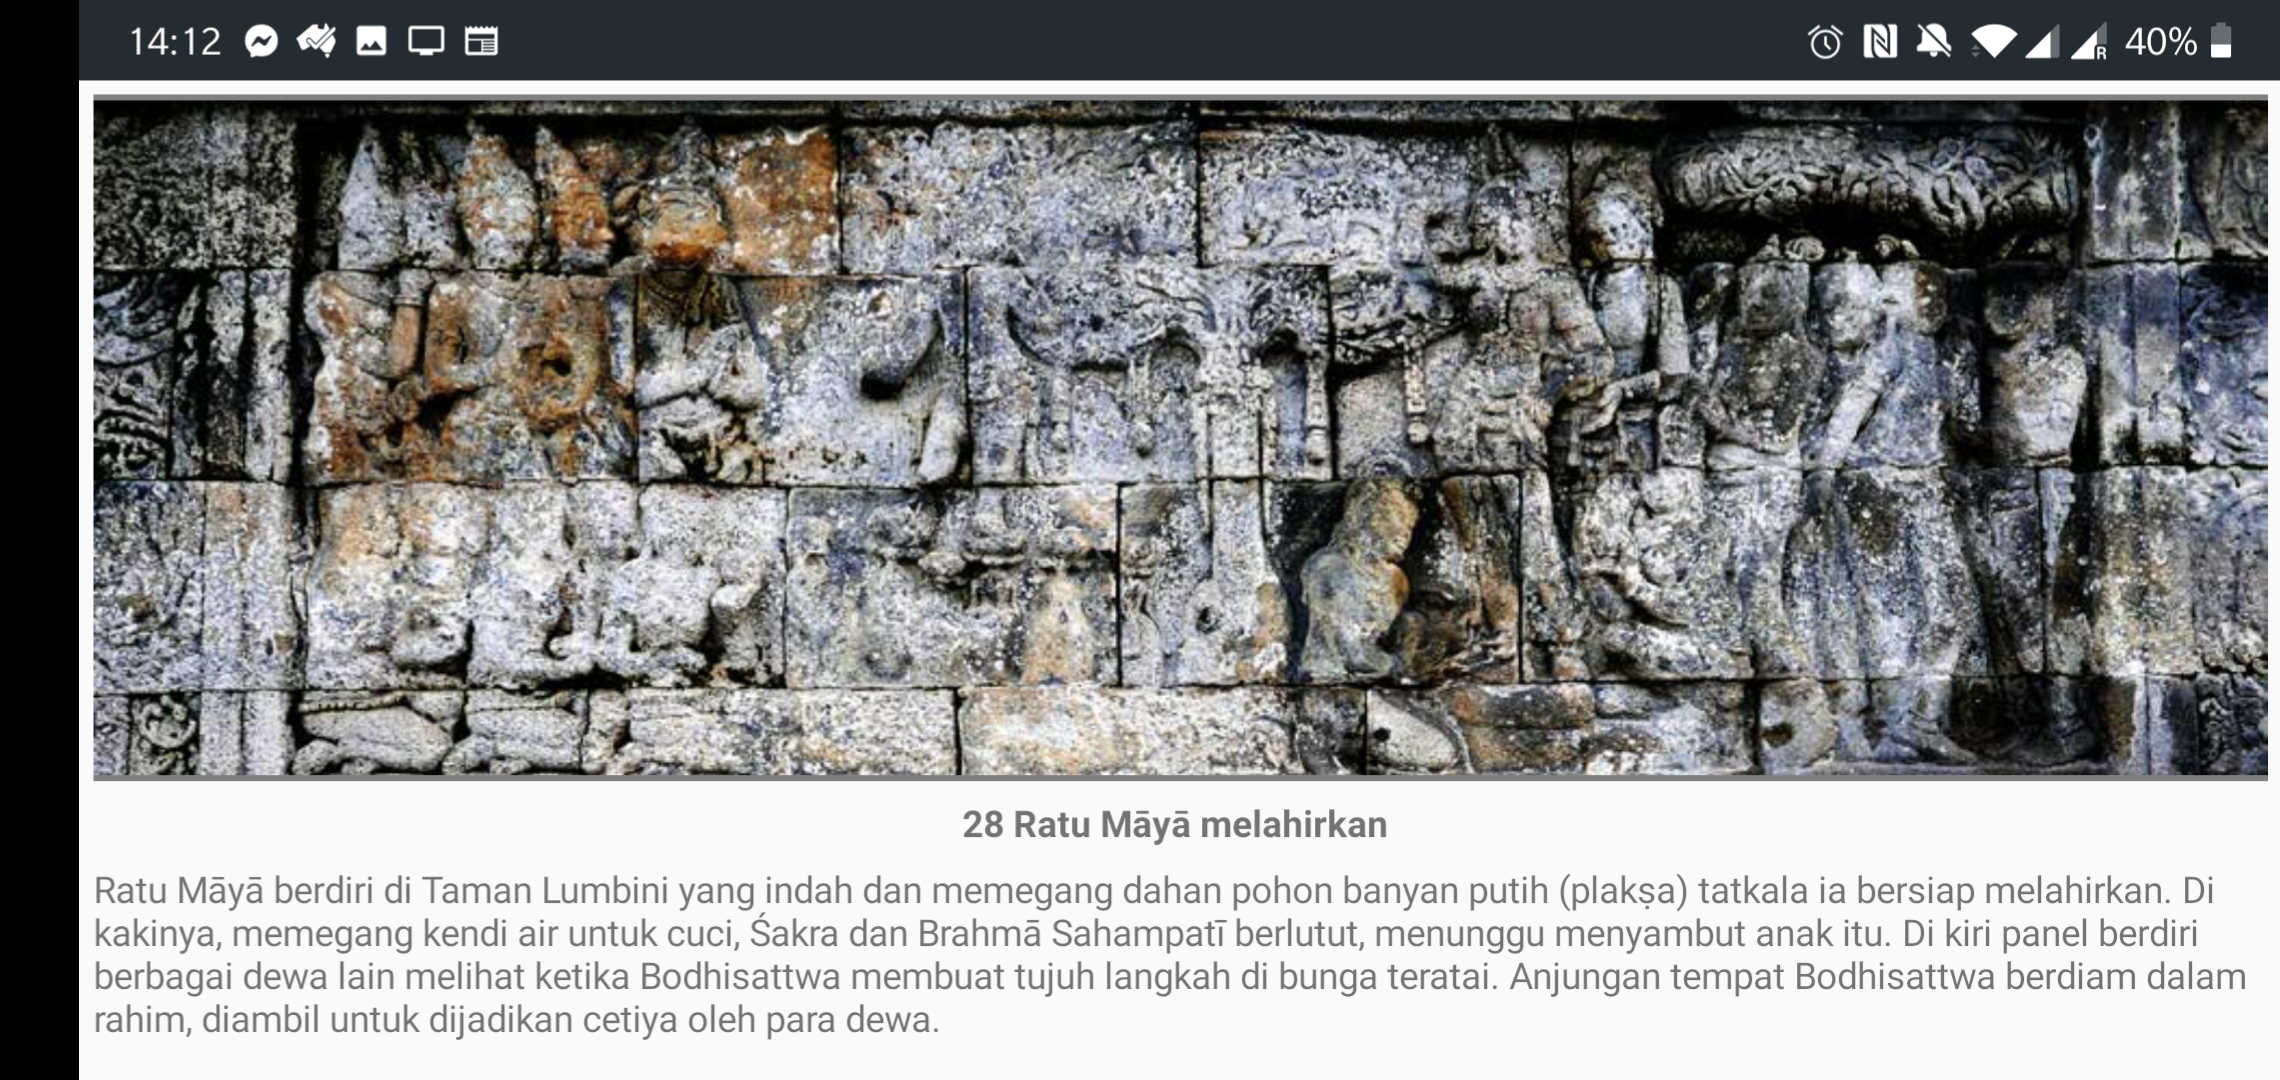 14:12 40%
28 Ratu Māyā melahirkan
Ratu Māyā berdiri di Taman Lumbini yang indah dan memegang dahan pohon banyan putih (plakṣa) tatkala ia bersiap melahirkan. Di
kakinya, memegang kendi air untuk cuci, Śakra dan Brahmā Sahampatī berlutut, menunggu menyambut anak itu. Di kiri panel berdiri
berbagai dewa lain melihat ketika Bodhisattwa membuat tujuh langkah di bunga teratai. Anjungan tempat Bodhisattwa berdiam dalam
rahim, diambil untuk dijadikan cetiya oleh para dewa.